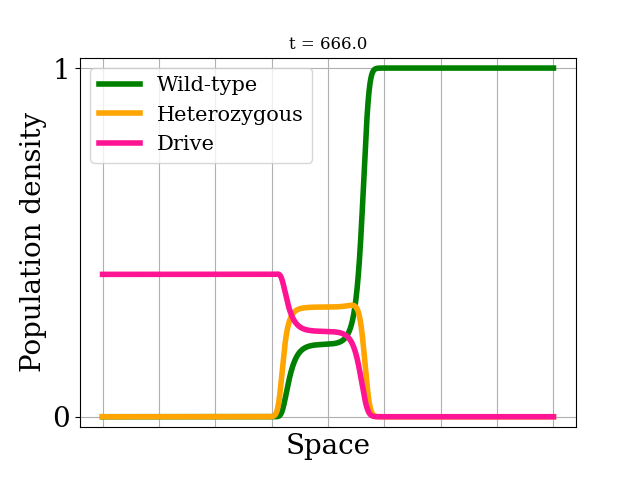 t = 666.0
1
Wild-type
Heterozygous
Drive
Population density
0
Space